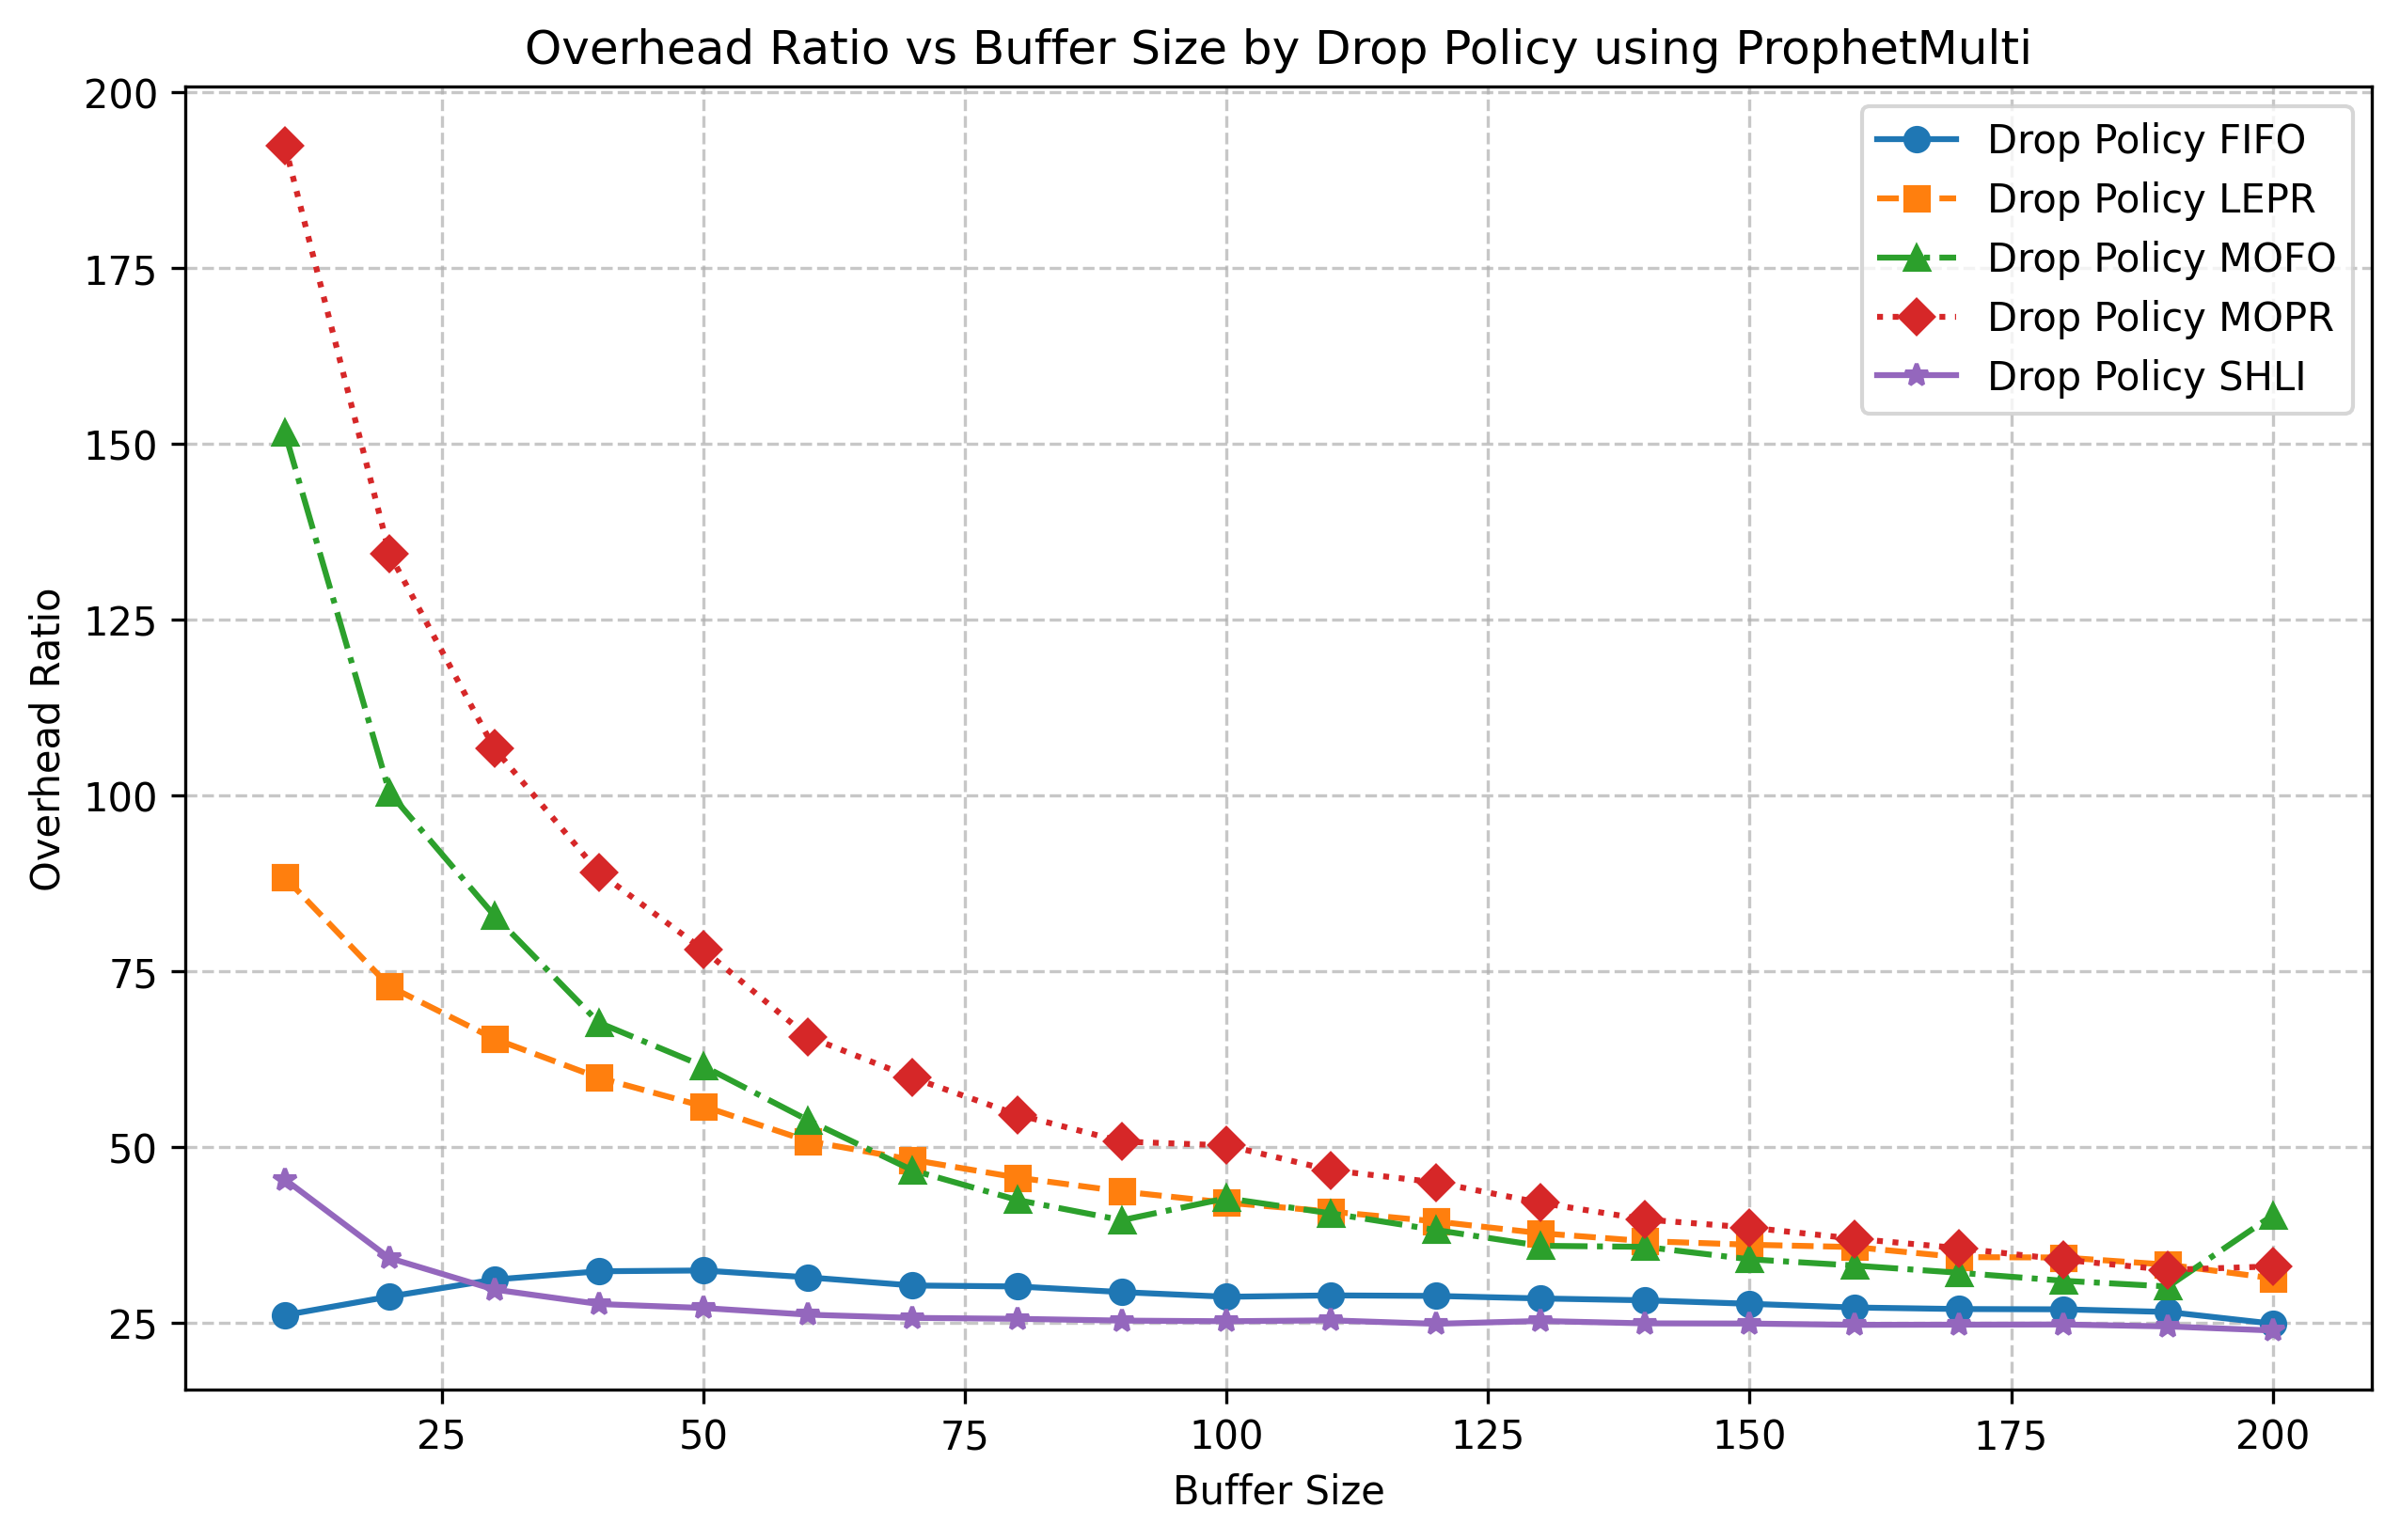 Overhead Ratio vs Buffer Size by Drop Policy using ProphetMulti
Overhead Ratio
200
175
150
125
100
75
50
25
Drop Policy FIFO
Drop Policy LEPR
Drop Policy MOFO
Drop Policy MOPR
Drop Policy SHLI
25 50 75 100 125 150 175 200
Buffer Size